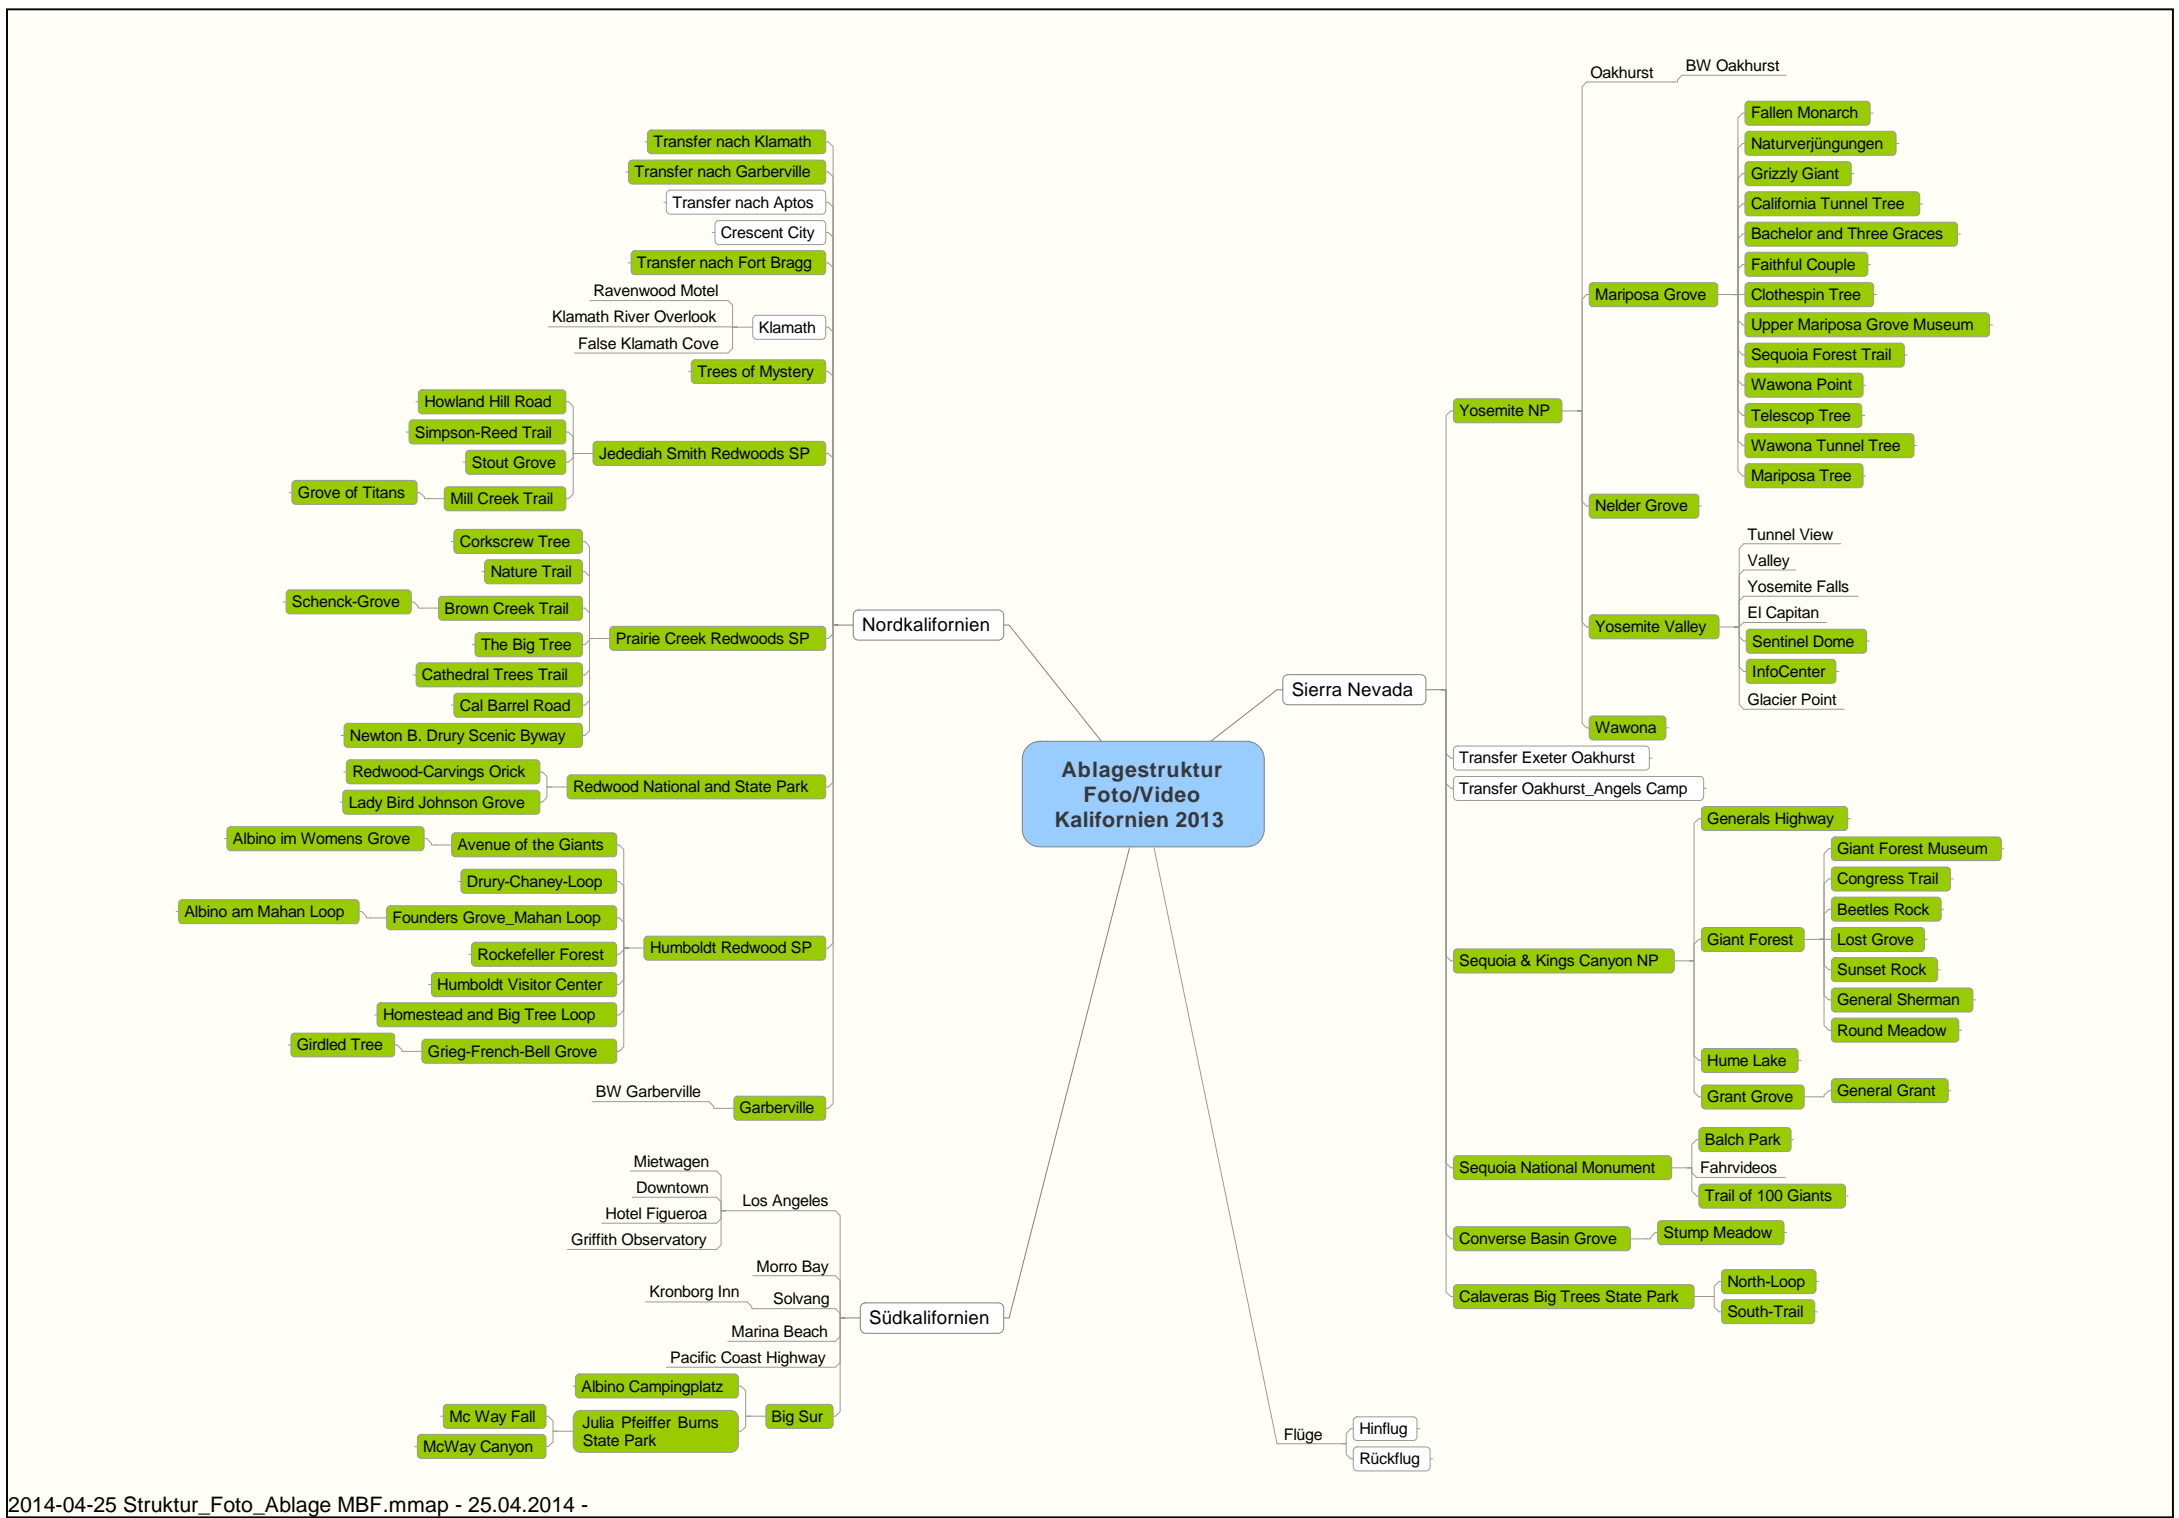 Ablagestruktur
Foto/Video
Kalifornien 2013
Nordkalifornien
Transfer nach Klamath
Transfer nach Garberville
Transfer nach Aptos
Crescent City
Transfer nach Fort Bragg
Klamath
Ravenwood Motel
Klamath River Overlook
False Klamath Cove
Trees of Mystery
Jedediah Smith Redwoods SP
Howland Hill Road
Simpson-Reed Trail
Stout Grove
Mill Creek Trail
Grove of Titans
Prairie Creek Redwoods SP
Corkscrew Tree
Nature Trail
Brown Creek Trail
Schenck-Grove
The Big Tree
Cathedral Trees Trail
Cal Barrel Road
Newton B. Drury Scenic Byway
Redwood National and State Park
Redwood-Carvings Orick
Lady Bird Johnson Grove
Humboldt Redwood SP
Avenue of the Giants
Albino im Womens Grove
Drury-Chaney-Loop
Founders Grove_Mahan Loop
Albino am Mahan Loop
Rockefeller Forest
Humboldt Visitor Center
Homestead and Big Tree Loop
Grieg-French-Bell Grove
Girdled Tree
Garberville
BW Garberville
Südkalifornien
Los Angeles
Mietwagen
Downtown
Hotel Figueroa
Griffith Observatory
Morro Bay
Solvang
Kronborg Inn
Marina Beach
Pacific Coast Highway
Big Sur
Albino Campingplatz
Julia Pfeiffer Burns
State Park
Mc Way Fall
McWay Canyon
Sierra Nevada
Yosemite NP
Oakhurst
BW Oakhurst
Mariposa Grove
Fallen Monarch
Naturverjüngungen
Grizzly Giant
California Tunnel Tree
Bachelor and Three Graces
Faithful Couple
Clothespin Tree
Upper Mariposa Grove Museum
Sequoia Forest Trail
Wawona Point
Telescop Tree
Wawona Tunnel Tree
Mariposa Tree
Nelder Grove
Yosemite Valley
Tunnel View
Valley
Yosemite Falls
El Capitan
Sentinel Dome
InfoCenter
Glacier Point
Wawona
Transfer Exeter Oakhurst
Transfer Oakhurst_Angels Camp
Sequoia & Kings Canyon NP
Generals Highway
Giant Forest
Giant Forest Museum
Congress Trail
Beetles Rock
Lost Grove
Sunset Rock
General Sherman
Round Meadow
Hume Lake
Grant Grove
General Grant
Sequoia National Monument
Balch Park
Fahrvideos
Trail of 100 Giants
Converse Basin Grove
Stump Meadow
Calaveras Big Trees State Park
North-Loop
South-Trail
Flüge
Hinflug
Rückflug
2014-04-25 Struktur_Foto_Ablage MBF.mmap - 25.04.2014 -